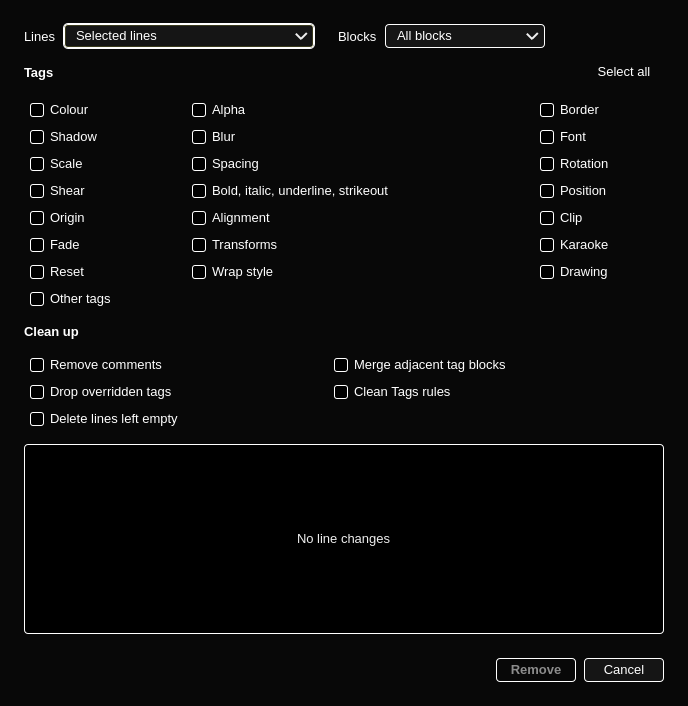 Lines Selected lines Blocks All blocks
Tags Select all
Colour Alpha Border
Shadow Blur Font
Scale Spacing Rotation
Shear Bold, italic, underline, strikeout Position
Origin Alignment Clip
Fade Transforms Karaoke
Reset Wrap style Drawing
Other tags
Clean up
Remove comments Merge adjacent tag blocks
Drop overridden tags Clean Tags rules
Delete lines left empty
No line changes
Remove Cancel